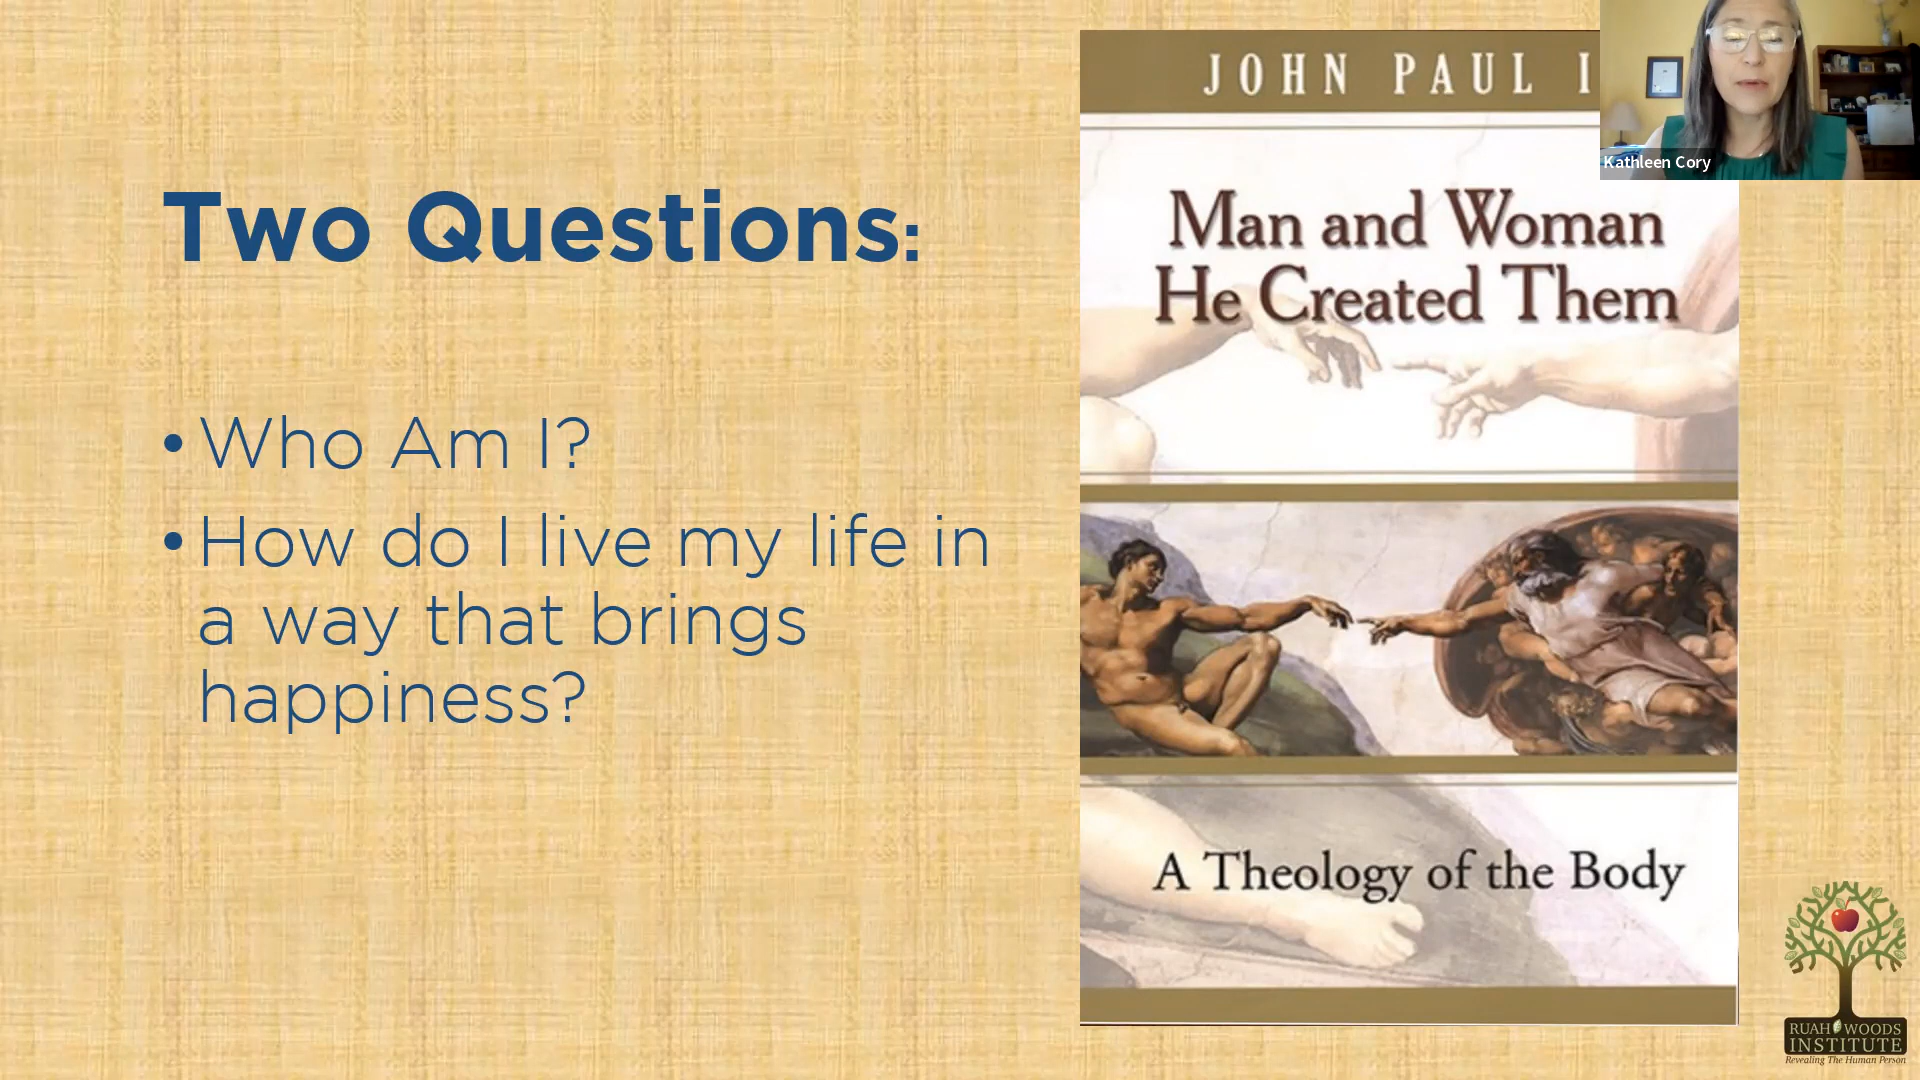 Two Questions:
• Who Am I?
• How do I live my life in
a way that brings
happiness?
JOHN PAUL I
Man and Woman
He Created Them
A Theology of the Body
Kathleen Cory
RUAH WOODS
INSTITUTE
Revealing The Human Person